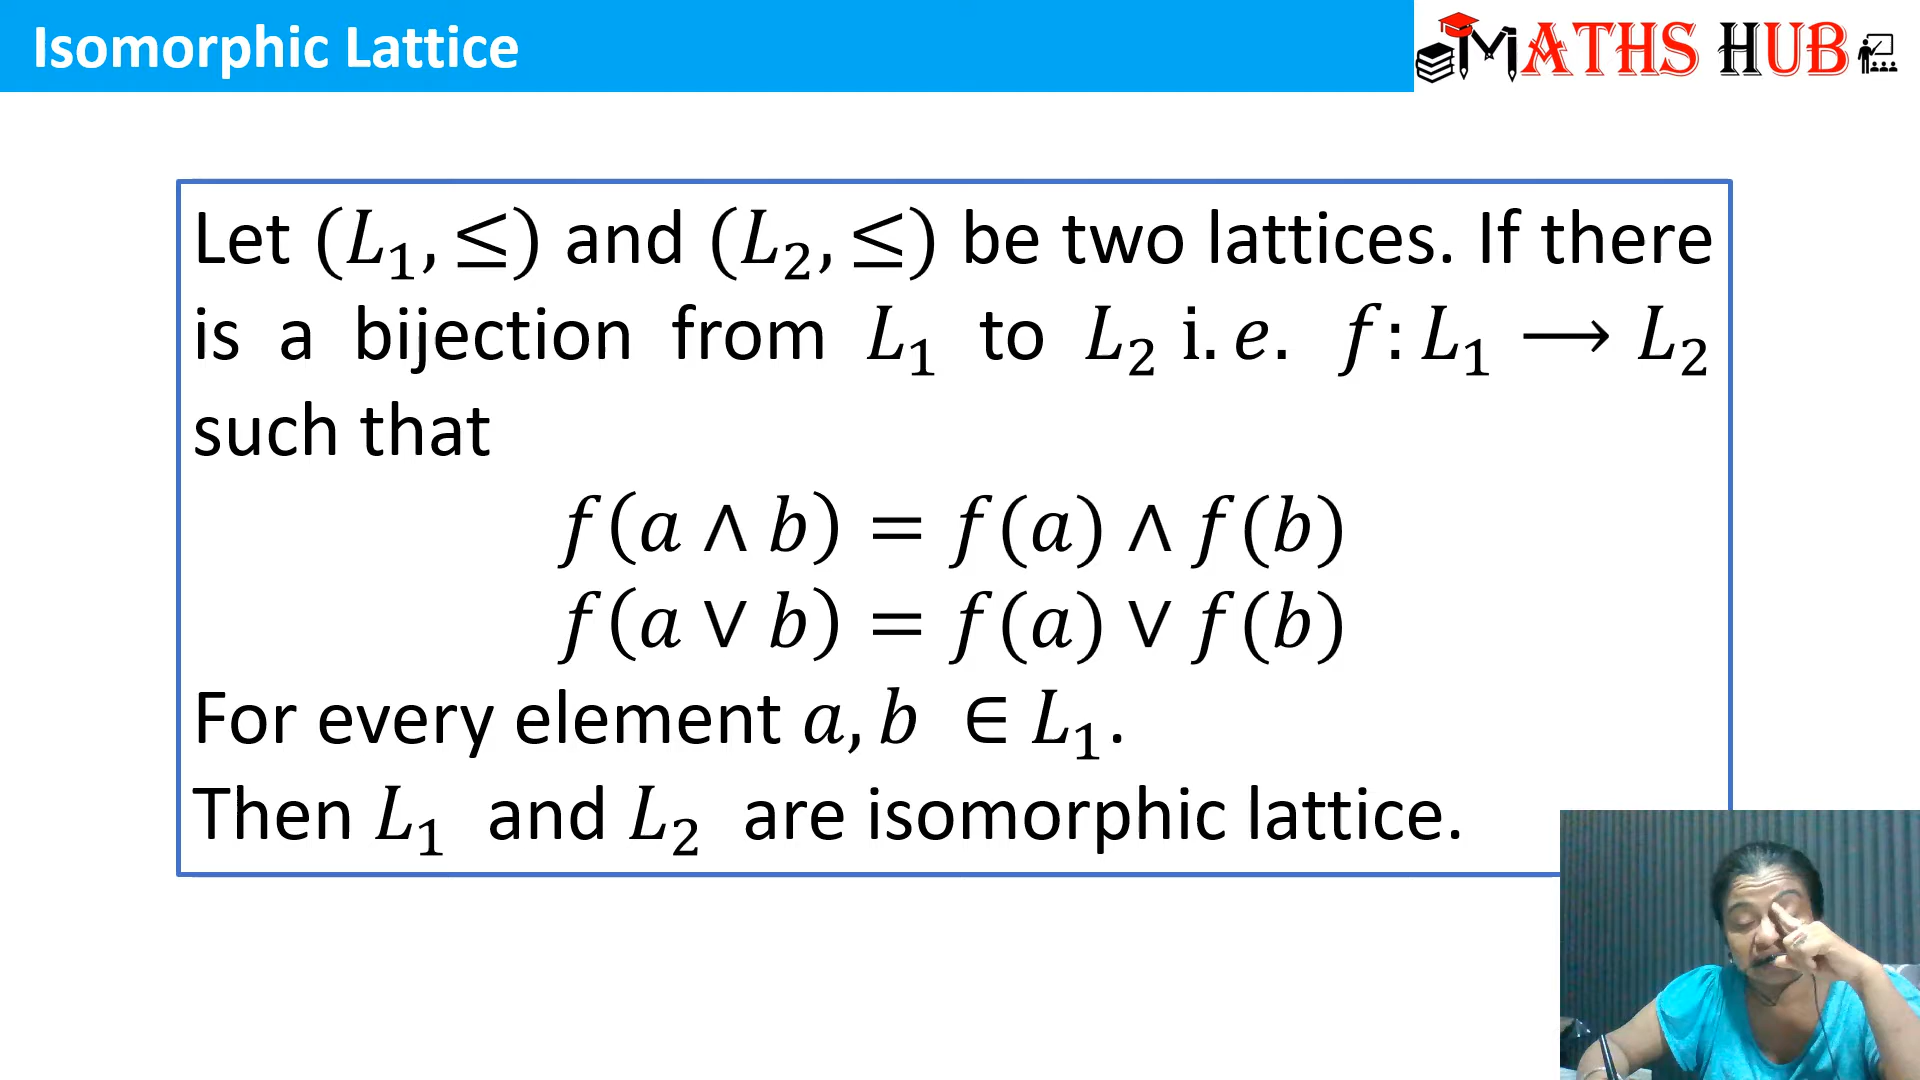 Isomorphic Lattice
MATHS HUB
Let (𝐿₁, ≤) and (𝐿₂, ≤) be two lattices. If there
is a bijection from 𝐿₁ to 𝐿₂ i. 𝑒. 𝑓: 𝐿₁ ⟶ 𝐿₂
such that
𝑓(𝑎 ∧ 𝑏) = 𝑓(𝑎) ∧ 𝑓(𝑏)
𝑓(𝑎 ∨ 𝑏) = 𝑓(𝑎) ∨ 𝑓(𝑏)
For every element 𝑎, 𝑏 ∈ 𝐿₁.
Then 𝐿₁ and 𝐿₂ are isomorphic lattice.